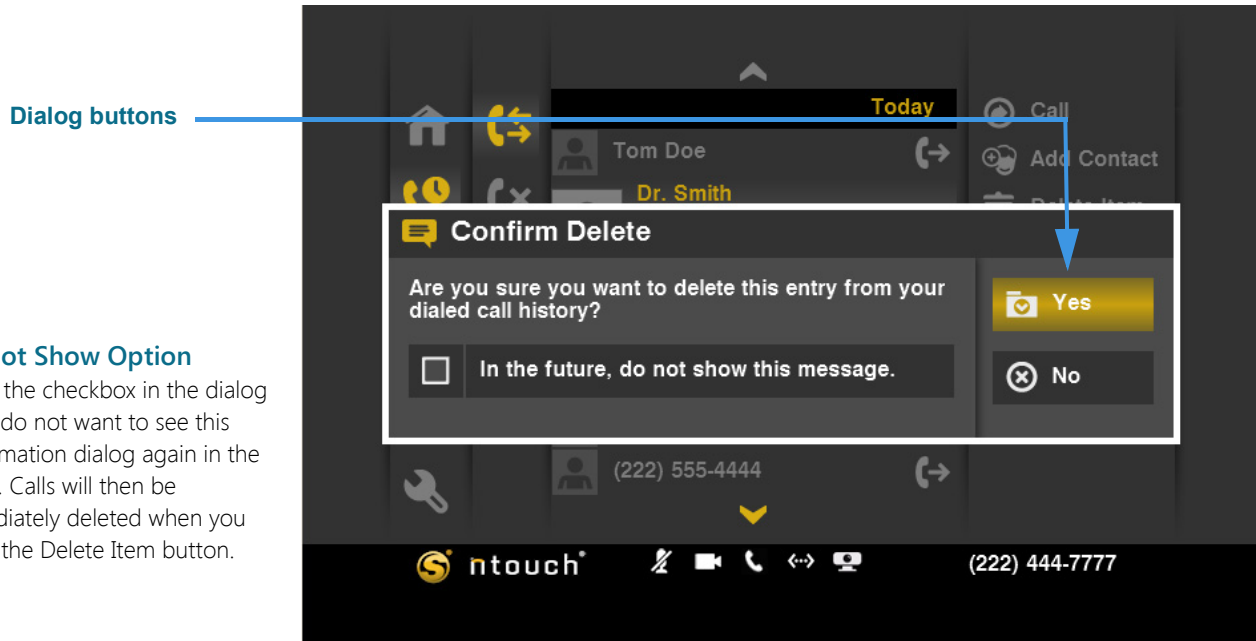 Dialog buttons
Today
Call
Tom Doe
Add Contact
Dr. Smith
Delete Item
Confirm Delete
Are you sure you want to delete this entry from your
dialed call history?
Yes
In the future, do not show this message.
No
ot Show Option
the checkbox in the dialog
do not want to see this
mation dialog again in the
. Calls will then be
diately deleted when you
the Delete Item button.
(222) 555-4444
ntouch
(222) 444-7777